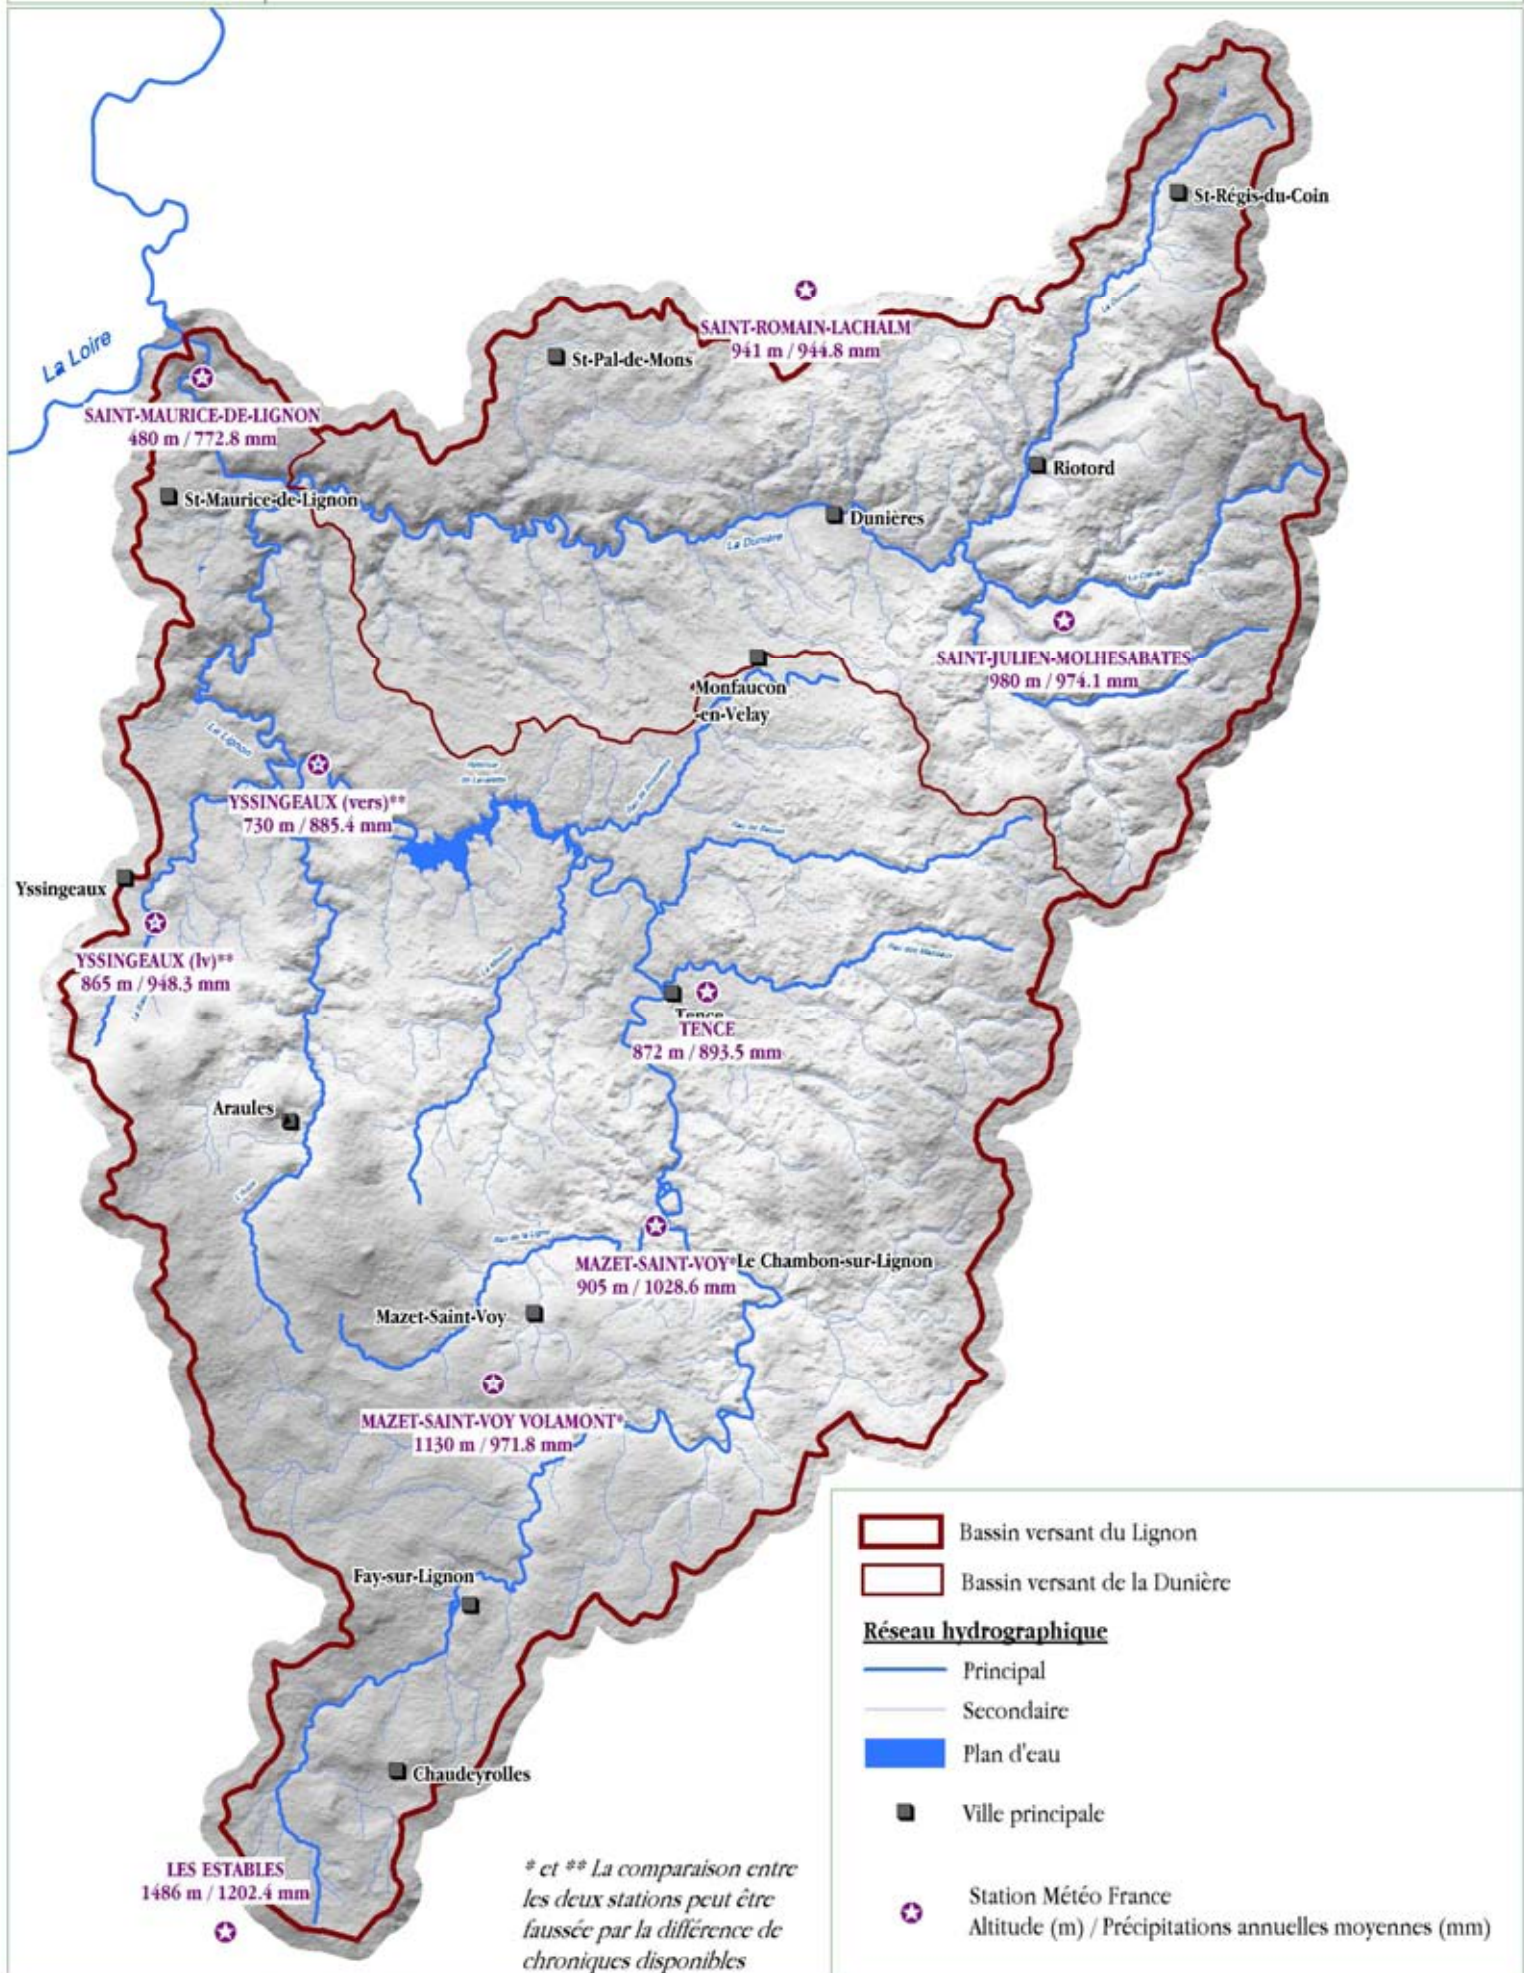 St-Régis-du-Coin
La Dunerette
SAINT-ROMAIN-LACHALM
941 m / 944.8 mm
La Loire
St-Pal-de-Mons
SAINT-MAURICE-DE-LIGNON
480 m / 772.8 mm
Riotord
St-Maurice-de-Lignon
Dunières
La Dunière
SAINT-JULIEN-MOLHESABATES
980 m / 974.1 mm
Monfaucon
-en-Velay
Le Lignon
YSSINGEAUX (vers)**
730 m / 885.4 mm
Yssingeaux
YSSINGEAUX (lv)**
865 m / 948.3 mm
Tence
TENCE
872 m / 893.5 mm
Araules
MAZET-SAINT-VOY*
905 m / 1028.6 mm
Le Chambon-sur-Lignon
Mazet-Saint-Voy
MAZET-SAINT-VOY VOLAMONT*
1130 m / 971.8 mm
Fay-sur-Lignon
Chaudeyrolles
LES ESTABLES
1486 m / 1202.4 mm
* et ** La comparaison entre
les deux stations peut être
faussée par la différence de
chroniques disponibles
Bassin versant du Lignon
Bassin versant de la Dunière
Réseau hydrographique
Principal
Secondaire
Plan d'eau
Ville principale
Station Météo France
Altitude (m) / Précipitations annuelles moyennes (mm)